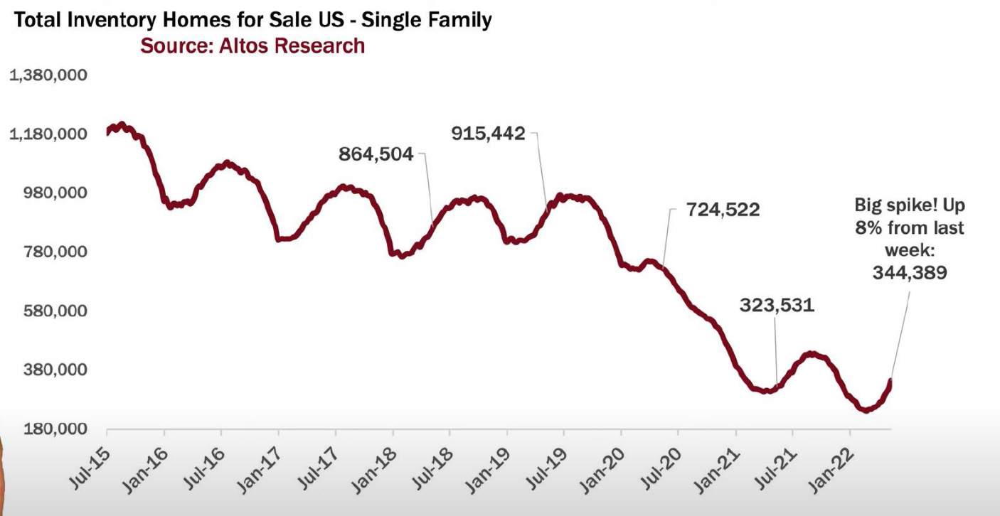 Total Inventory Homes for Sale US - Single Family
Source: Altos Research
1,380,000
1,180,000
980,000
780,000
580,000
380,000
180,000
864,504
915,442
724,522
323,531
Big spike! Up
8% from last
week:
344,389
Jul-15
Jan-16
Jul-16
Jan-17
Jul-17
Jan-18
Jul-18
Jan-19
Jul-19
Jan-20
Jul-20
Jan-21
Jul-21
Jan-22